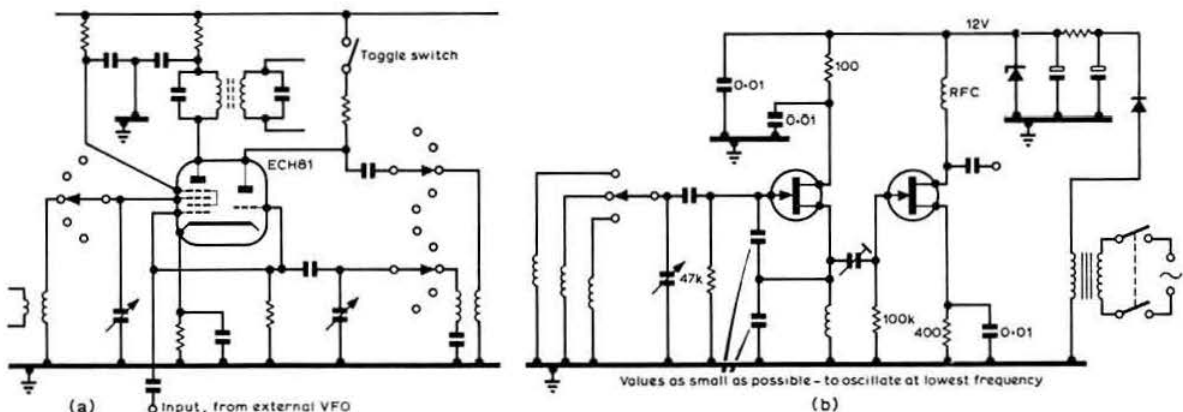 Toggle switch
ECH81
(a)
Input, from external VFO
12V
100
0·01
0·01
RFC
47k
100k
400
0·01
Values as small as possible – to oscillate at lowest frequency
(b)